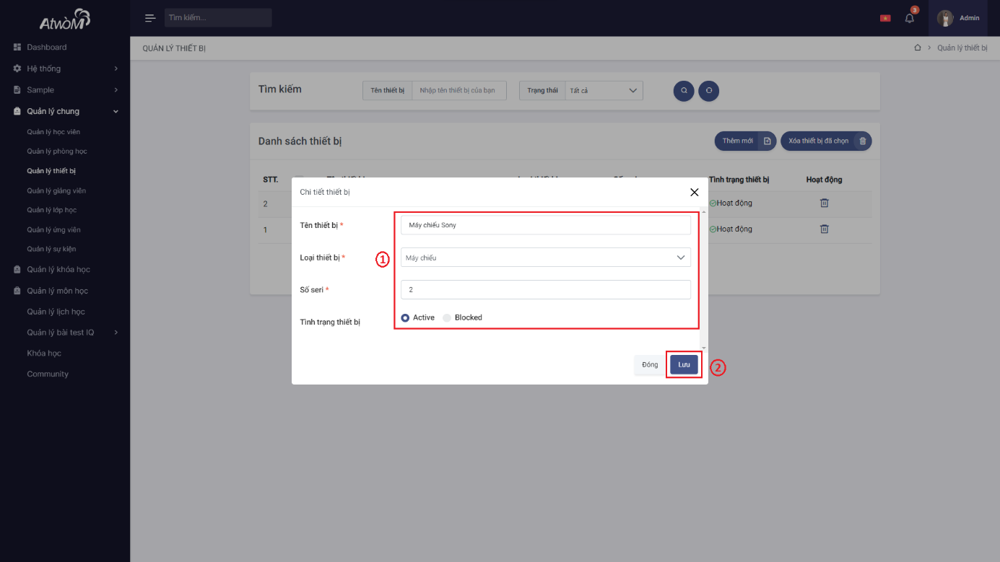 AtwòM
Tìm kiếm...
3
Admin
Dashboard
Hệ thống
Sample
Quản lý chung
Quản lý học viên
Quản lý phòng học
Quản lý thiết bị
Quản lý giảng viên
Quản lý lớp học
Quản lý ứng viên
Quản lý sự kiện
Quản lý khóa học
Quản lý môn học
Quản lý lịch học
Quản lý bài test IQ
Khóa học
Community
QUẢN LÝ THIẾT BỊ
Quản lý thiết bị
Tìm kiếm
Tên thiết bị Nhập tên thiết bị của bạn
Trạng thái Tất cả
Danh sách thiết bị
Thêm mới
Xóa thiết bị đã chọn
STT. Tình trạng thiết bị Hoạt động
2 Hoạt động
1 Hoạt động
Chi tiết thiết bị
Tên thiết bị * Máy chiếu Sony
Loại thiết bị * Máy chiếu
1
Số seri * 2
Tình trạng thiết bị Active Blocked
Đóng Lưu
2